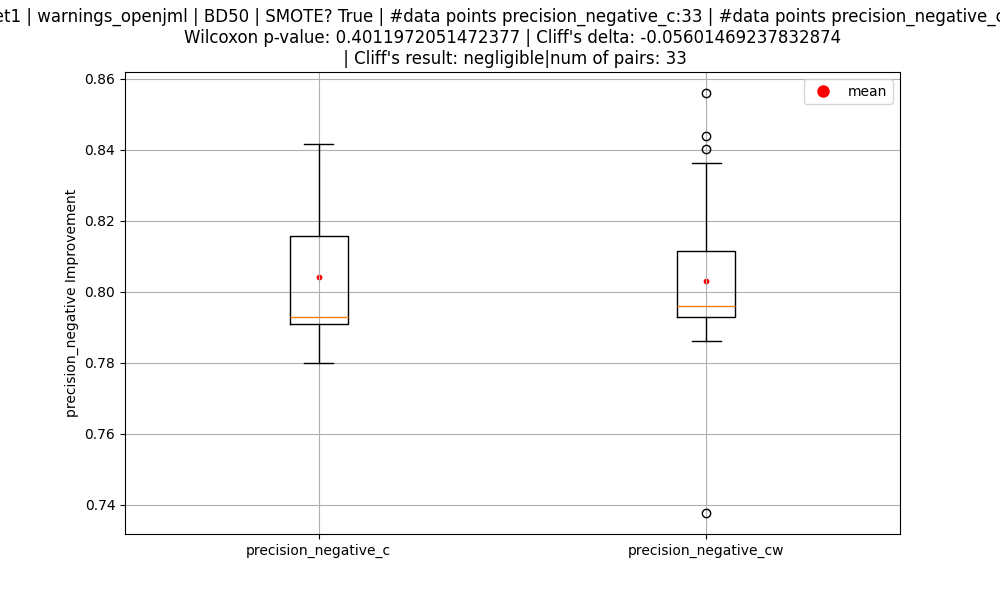 | warnings_openjml | BD50 | SMOTE? True | #data points precision_negative_c:33 | #data points
Wilcoxon p-value: 0.4011972051472377 | Cliff's delta: -0.05601469237832874
| Cliff's result: negligible|num of pairs: 33
mean
0.86
0.84
0.82
0.80
0.78
0.76
0.74
precision_negative Improvement
precision_negative_c
precision_negative_cw